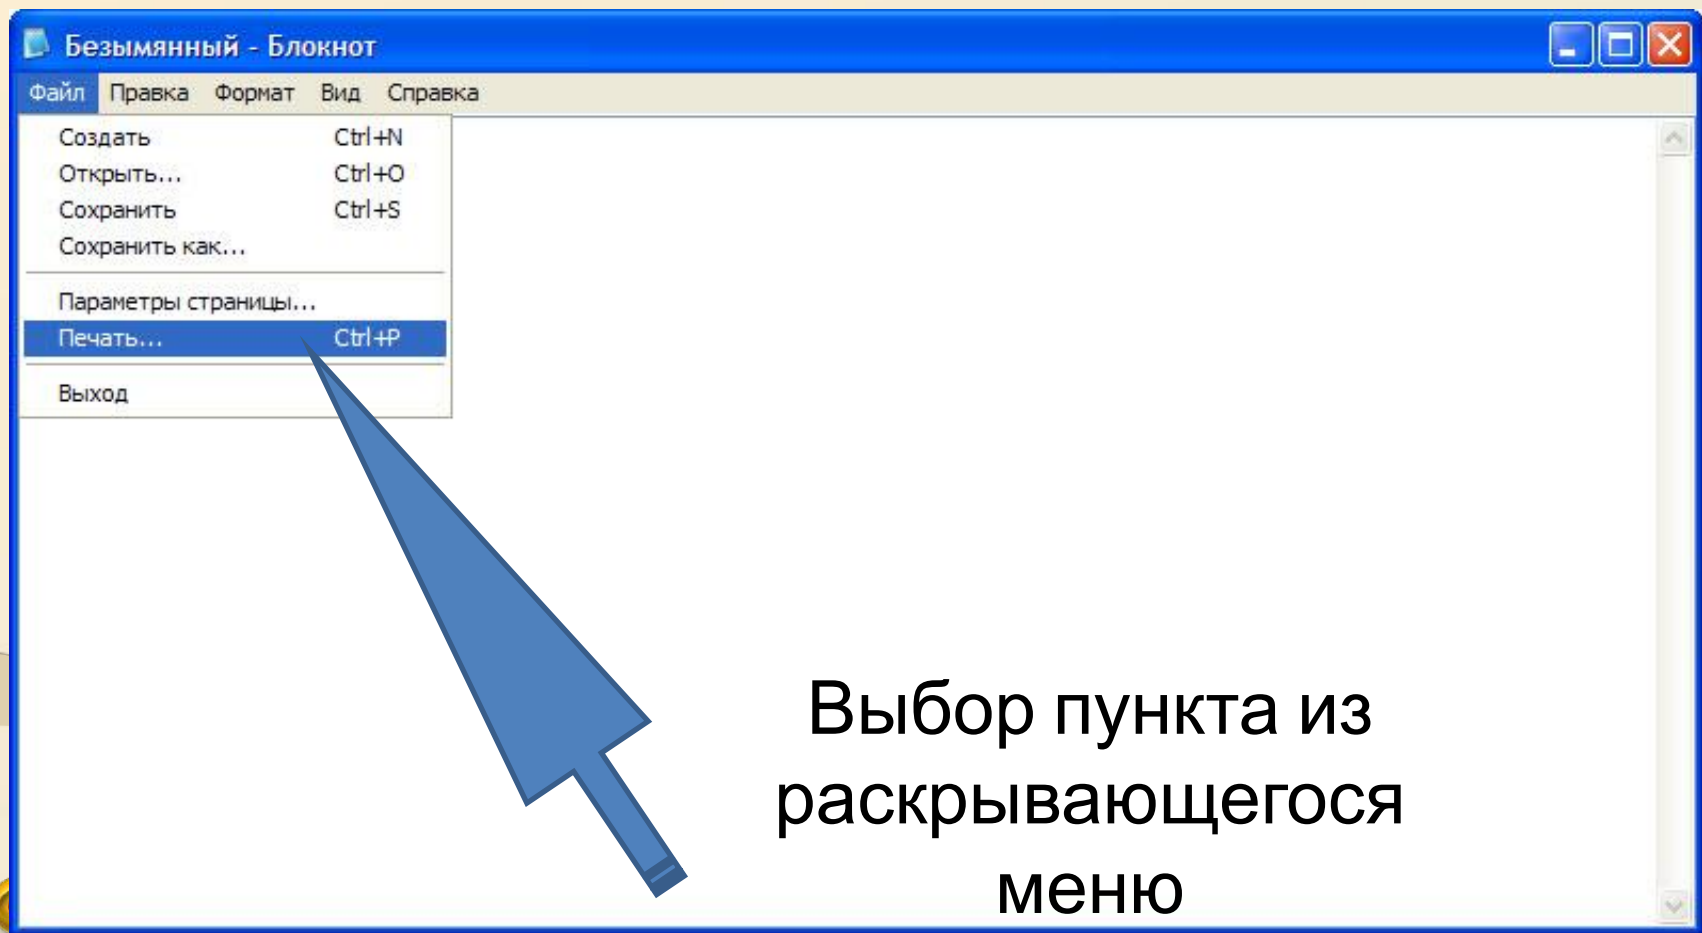 Безымянный - Блокнот
Файл Правка Формат Вид Справка
Создать Ctrl+N
Открыть... Ctrl+O
Сохранить Ctrl+S
Сохранить как...
Параметры страницы...
Печать... Ctrl+P
Выход
Выбор пункта из
раскрывающегося
меню